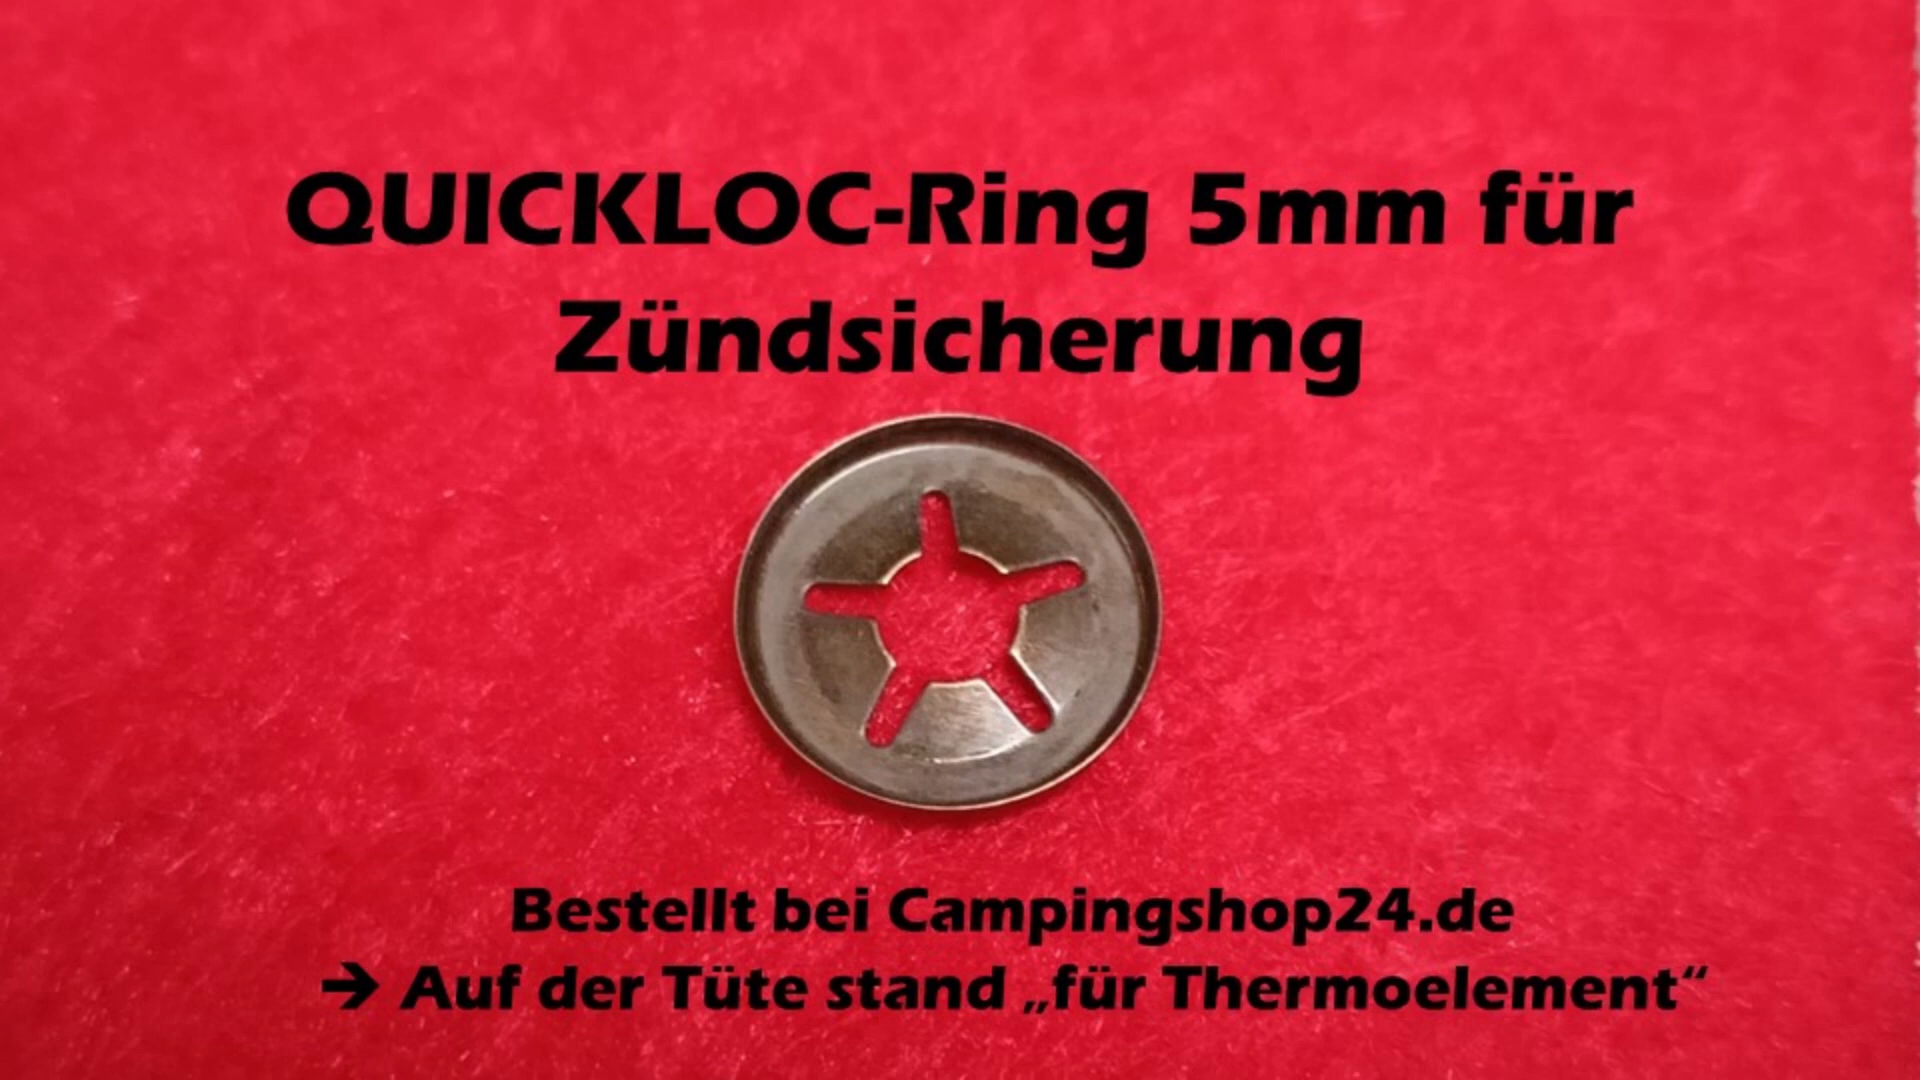 QUICKLOC-Ring 5mm für
Zündsicherung
Bestellt bei Campingshop24.de
➔ Auf der Tüte stand „für Thermoelement“